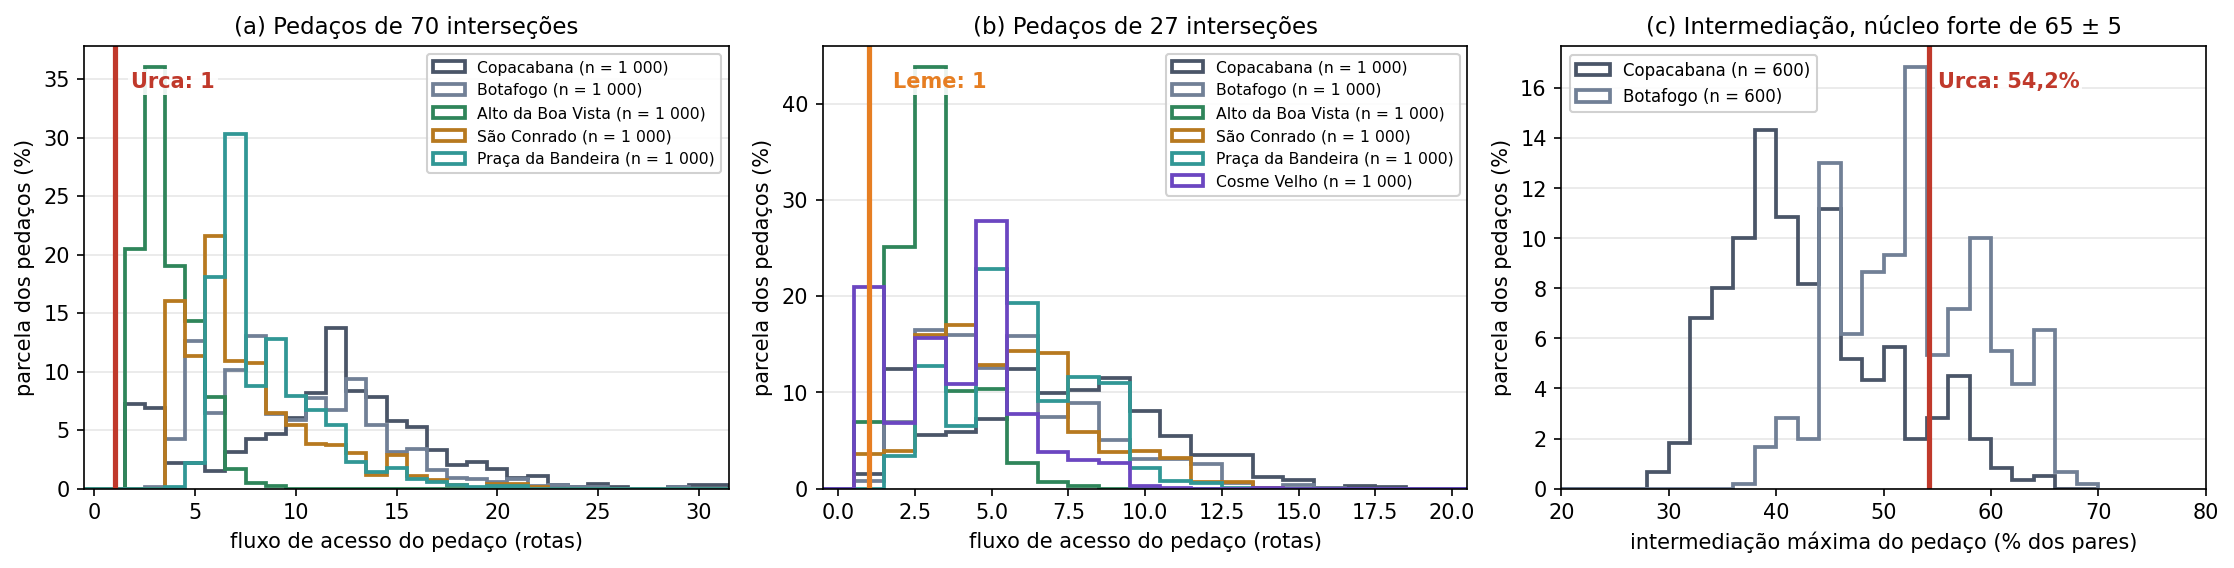 (a) Pedaços de 70 interseções
parcela dos pedaços (%)
35
30
25
20
15
10
5
0
Urca: 1
Copacabana (n = 1 000)
Botafogo (n = 1 000)
Alto da Boa Vista (n = 1 000)
São Conrado (n = 1 000)
Praça da Bandeira (n = 1 000)
0 5 10 15 20 25 30
fluxo de acesso do pedaço (rotas)
(b) Pedaços de 27 interseções
parcela dos pedaços (%)
40
30
20
10
0
Leme: 1
Copacabana (n = 1 000)
Botafogo (n = 1 000)
Alto da Boa Vista (n = 1 000)
São Conrado (n = 1 000)
Praça da Bandeira (n = 1 000)
Cosme Velho (n = 1 000)
0.0 2.5 5.0 7.5 10.0 12.5 15.0 17.5 20.0
fluxo de acesso do pedaço (rotas)
(c) Intermediação, núcleo forte de 65 ± 5
parcela dos pedaços (%)
16
14
12
10
8
6
4
2
0
Copacabana (n = 600)
Botafogo (n = 600)
Urca: 54,2%
20 30 40 50 60 70 80
intermediação máxima do pedaço (% dos pares)